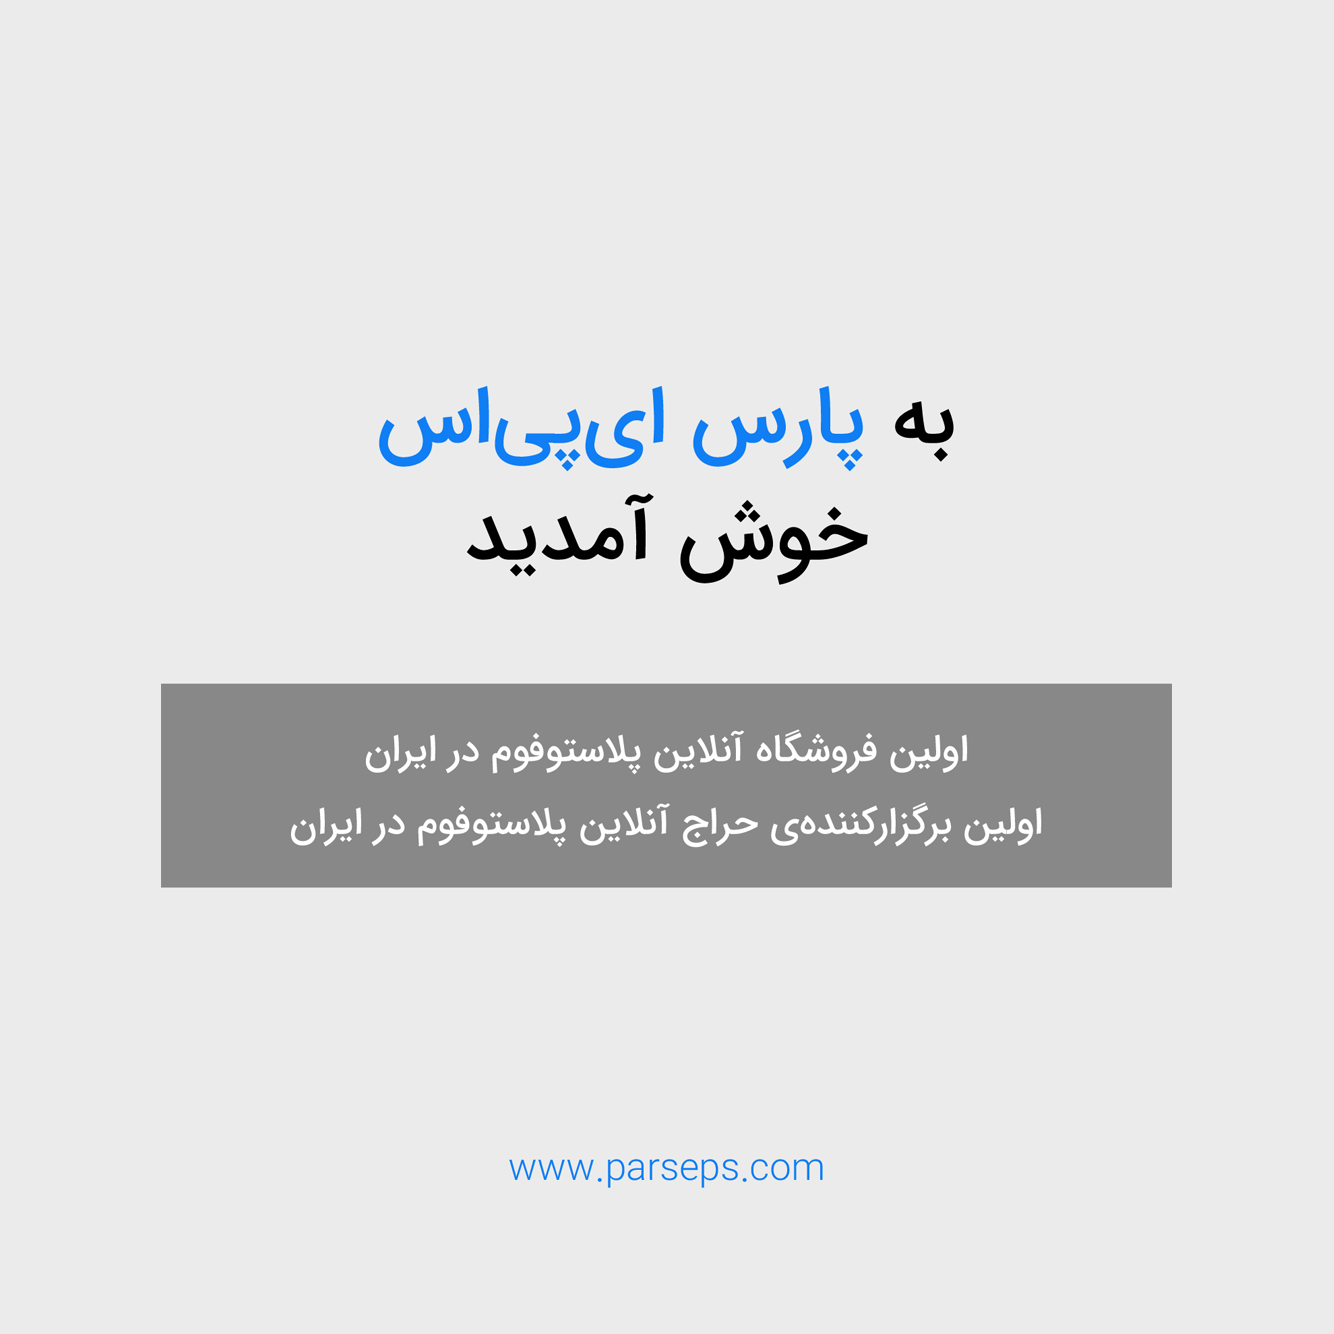 به پارس ای‌پی‌اس
خوش آمدید
اولین فروشگاه آنلاین پلاستوفوم در ایران
اولین برگزارکننده‌ی حراج آنلاین پلاستوفوم در ایران
www.parseps.com